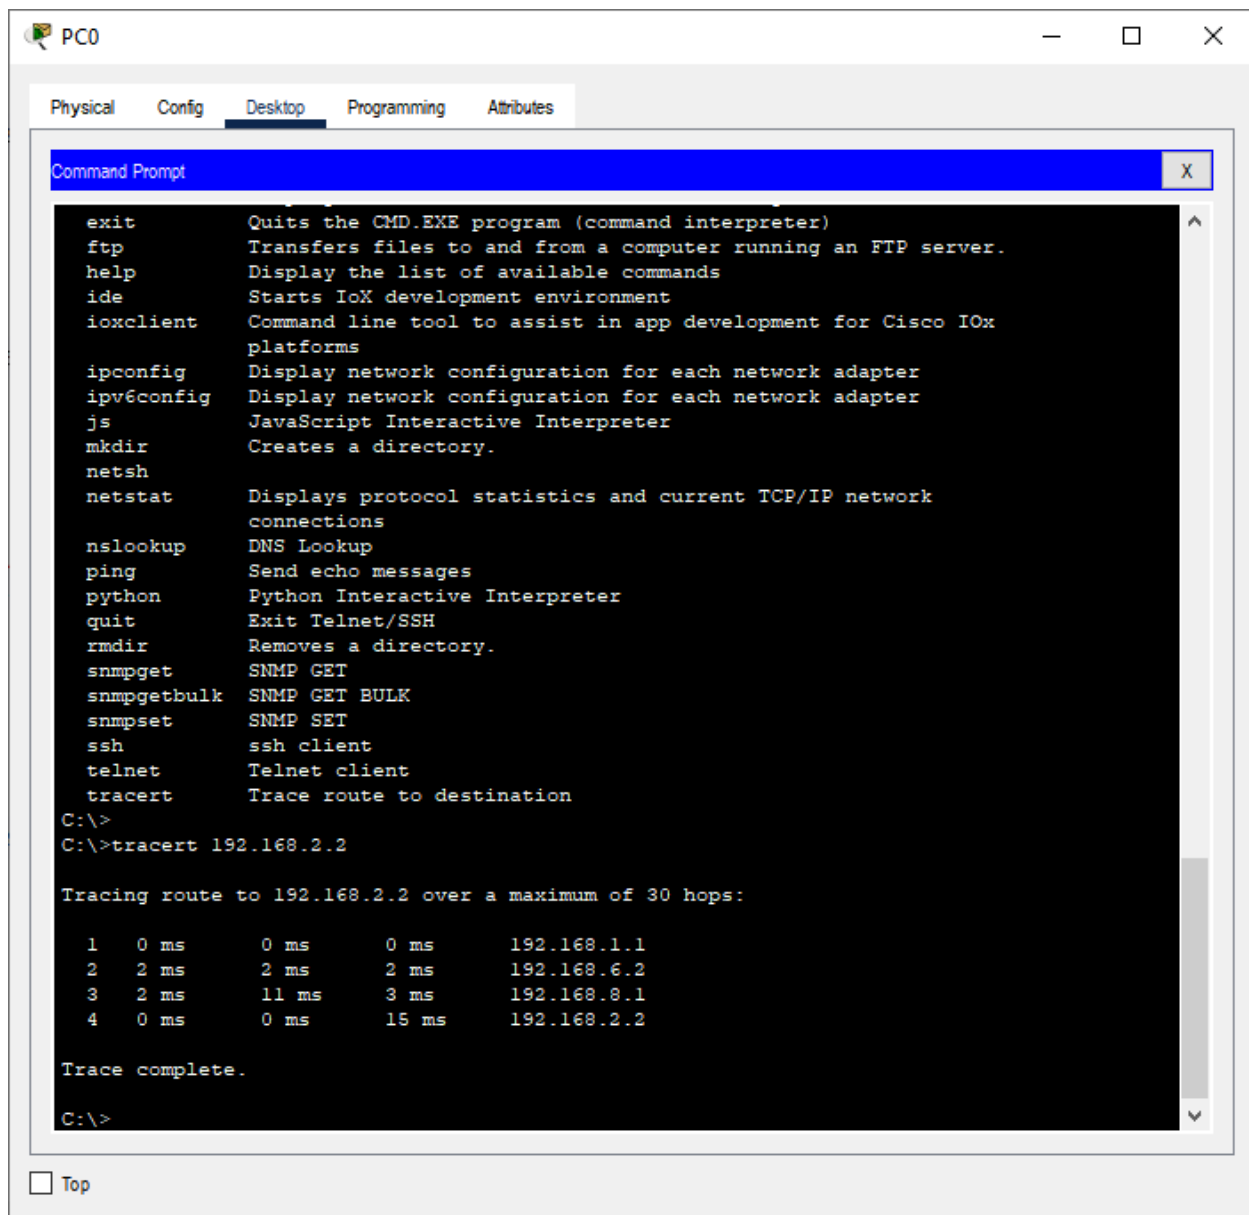 PC0
Physical Config Desktop Programming Attributes
Command Prompt X
exit Quits the CMD.EXE program (command interpreter)
ftp Transfers files to and from a computer running an FTP server.
help Display the list of available commands
ide Starts IoX development environment
ioxclient Command line tool to assist in app development for Cisco IOx
platforms
ipconfig Display network configuration for each network adapter
ipv6config Display network configuration for each network adapter
js JavaScript Interactive Interpreter
mkdir Creates a directory.
netsh
netstat Displays protocol statistics and current TCP/IP network
connections
nslookup DNS Lookup
ping Send echo messages
python Python Interactive Interpreter
quit Exit Telnet/SSH
rmdir Removes a directory.
snmpget SNMP GET
snmpgetbulk SNMP GET BULK
snmpset SNMP SET
ssh ssh client
telnet Telnet client
tracert Trace route to destination
C:\>
C:\>tracert 192.168.2.2
Tracing route to 192.168.2.2 over a maximum of 30 hops:
1 0 ms 0 ms 0 ms 192.168.1.1
2 2 ms 2 ms 2 ms 192.168.6.2
3 2 ms 11 ms 3 ms 192.168.8.1
4 0 ms 0 ms 15 ms 192.168.2.2
Trace complete.
C:\>
Top